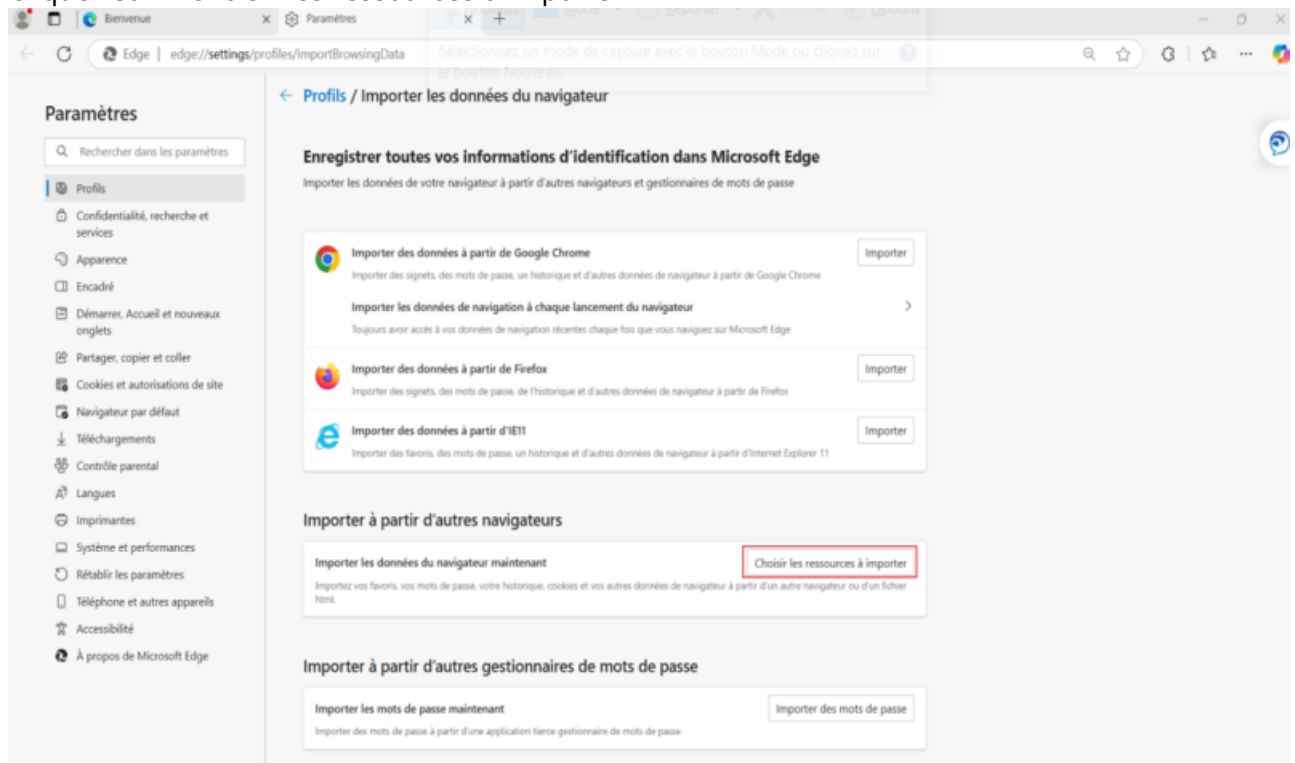 Bienvenue
Paramètres
Edge | edge://settings/profiles/importBrowsingData
Sélectionnez un mode de capture avec le bouton Mode ou cliquez sur
le bouton Nouveau.
Paramètres
Rechercher dans les paramètres
Profils
Confidentialité, recherche et
services
Apparence
Encadré
Démarrer, Accueil et nouveaux
onglets
Partager, copier et coller
Cookies et autorisations de site
Navigateur par défaut
Téléchargements
Contrôle parental
Langues
Imprimantes
Système et performances
Rétablir les paramètres
Téléphone et autres appareils
Accessibilité
À propos de Microsoft Edge
Profils / Importer les données du navigateur
Enregistrer toutes vos informations d'identification dans Microsoft Edge
Importer les données de votre navigateur à partir d'autres navigateurs et gestionnaires de mots de passe
Importer des données à partir de Google Chrome
Importer
Importer des signets, des mots de passe, un historique et d'autres données de navigateur à partir de Google Chrome
Importer les données de navigation à chaque lancement du navigateur
Toujours avoir accès à vos données de navigation récentes chaque fois que vous naviguez sur Microsoft Edge
Importer des données à partir de Firefox
Importer
Importer des signets, des mots de passe, de l'historique et d'autres données de navigateur à partir de Firefox
Importer des données à partir d'IE11
Importer
Importer des favoris, des mots de passe, un historique et d'autres données de navigateur à partir d'Internet Explorer 11
Importer à partir d'autres navigateurs
Importer les données du navigateur maintenant
Choisir les ressources à importer
Importez vos favoris, vos mots de passe, votre historique, cookies et vos autres données de navigateur à partir d'un autre navigateur ou d'un fichier
html.
Importer à partir d'autres gestionnaires de mots de passe
Importer les mots de passe maintenant
Importer des mots de passe
Importer des mots de passe à partir d'une application tierce gestionnaire de mots de passe